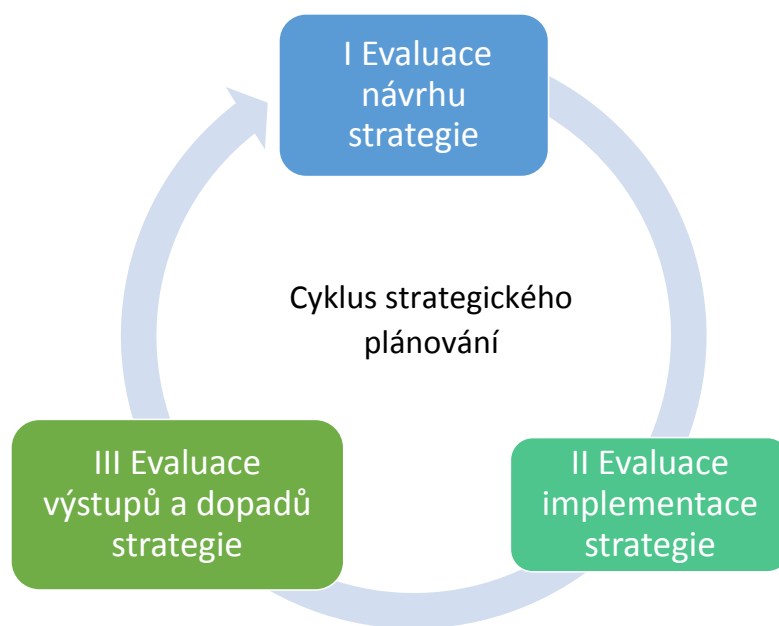 I Evaluace
návrhu
strategie
Cyklus strategického
plánování
III Evaluace
výstupů a dopadů
strategie
II Evaluace
implementace
strategie